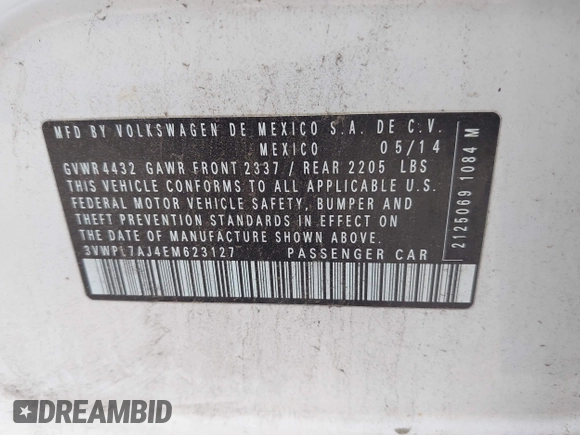 MFD BY VOLKSWAGEN DE MEXICO S.A. DE C.V.
MEXICO 05/14
GVWR 4432 GAWR FRONT 2337 / REAR 2205 LBS
THIS VEHICLE CONFORMS TO ALL APPLICABLE U.S.
FEDERAL MOTOR VEHICLE SAFETY, BUMPER AND
THEFT PREVENTION STANDARDS IN EFFECT ON
THE DATE OF MANUFACTURE SHOWN ABOVE.
3VWPL7AJ4EM623127 PASSENGER CAR
2125069 1084 M
DREAMBID